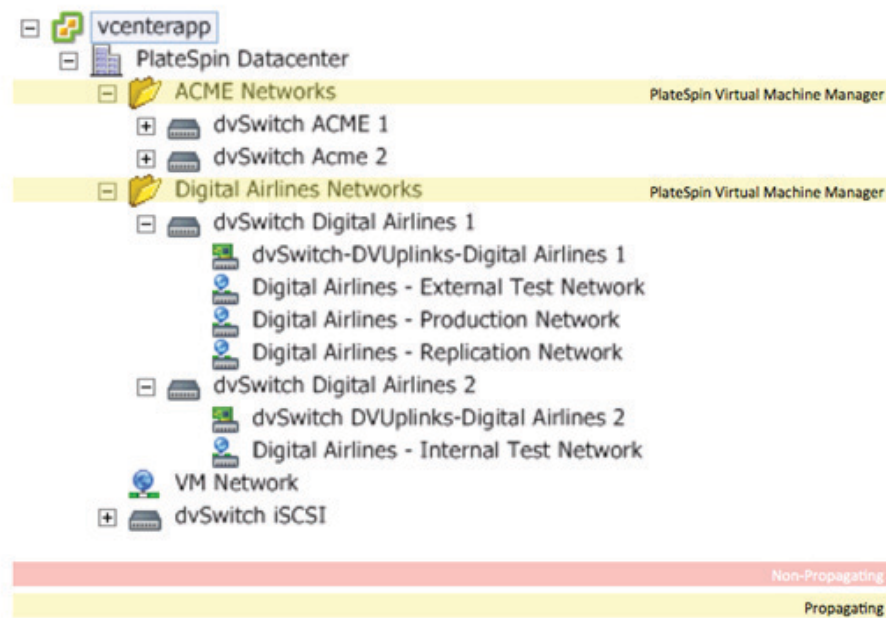 vcenterapp
PlateSpin Datacenter
ACME Networks PlateSpin Virtual Machine Manager
dvSwitch ACME 1
dvSwitch Acme 2
Digital Airlines Networks PlateSpin Virtual Machine Manager
dvSwitch Digital Airlines 1
dvSwitch-DVUplinks-Digital Airlines 1
Digital Airlines - External Test Network
Digital Airlines - Production Network
Digital Airlines - Replication Network
dvSwitch Digital Airlines 2
dvSwitch DVUplinks-Digital Airlines 2
Digital Airlines - Internal Test Network
VM Network
dvSwitch iSCSI
Non-Propagating
Propagating